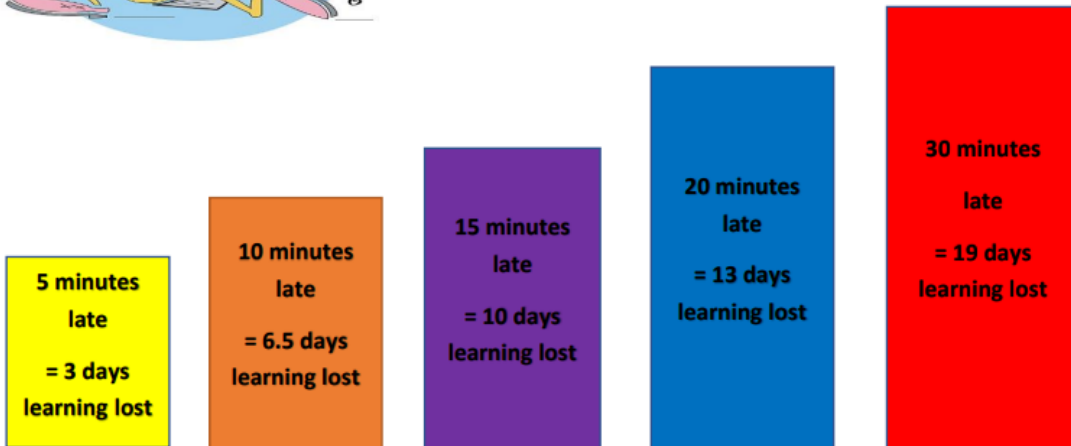 5 minutes
late
= 3 days
learning lost
10 minutes
late
= 6.5 days
learning lost
15 minutes
late
= 10 days
learning lost
20 minutes
late
= 13 days
learning lost
30 minutes
late
= 19 days
learning lost